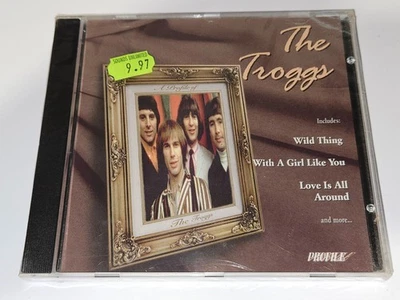 The
Troggs
SOUNDS UNLIMITED
9.97
A Profile of
The Troggs
Includes:
Wild Thing
With A Girl Like You
Love Is All
Around
and more...
PROFILE